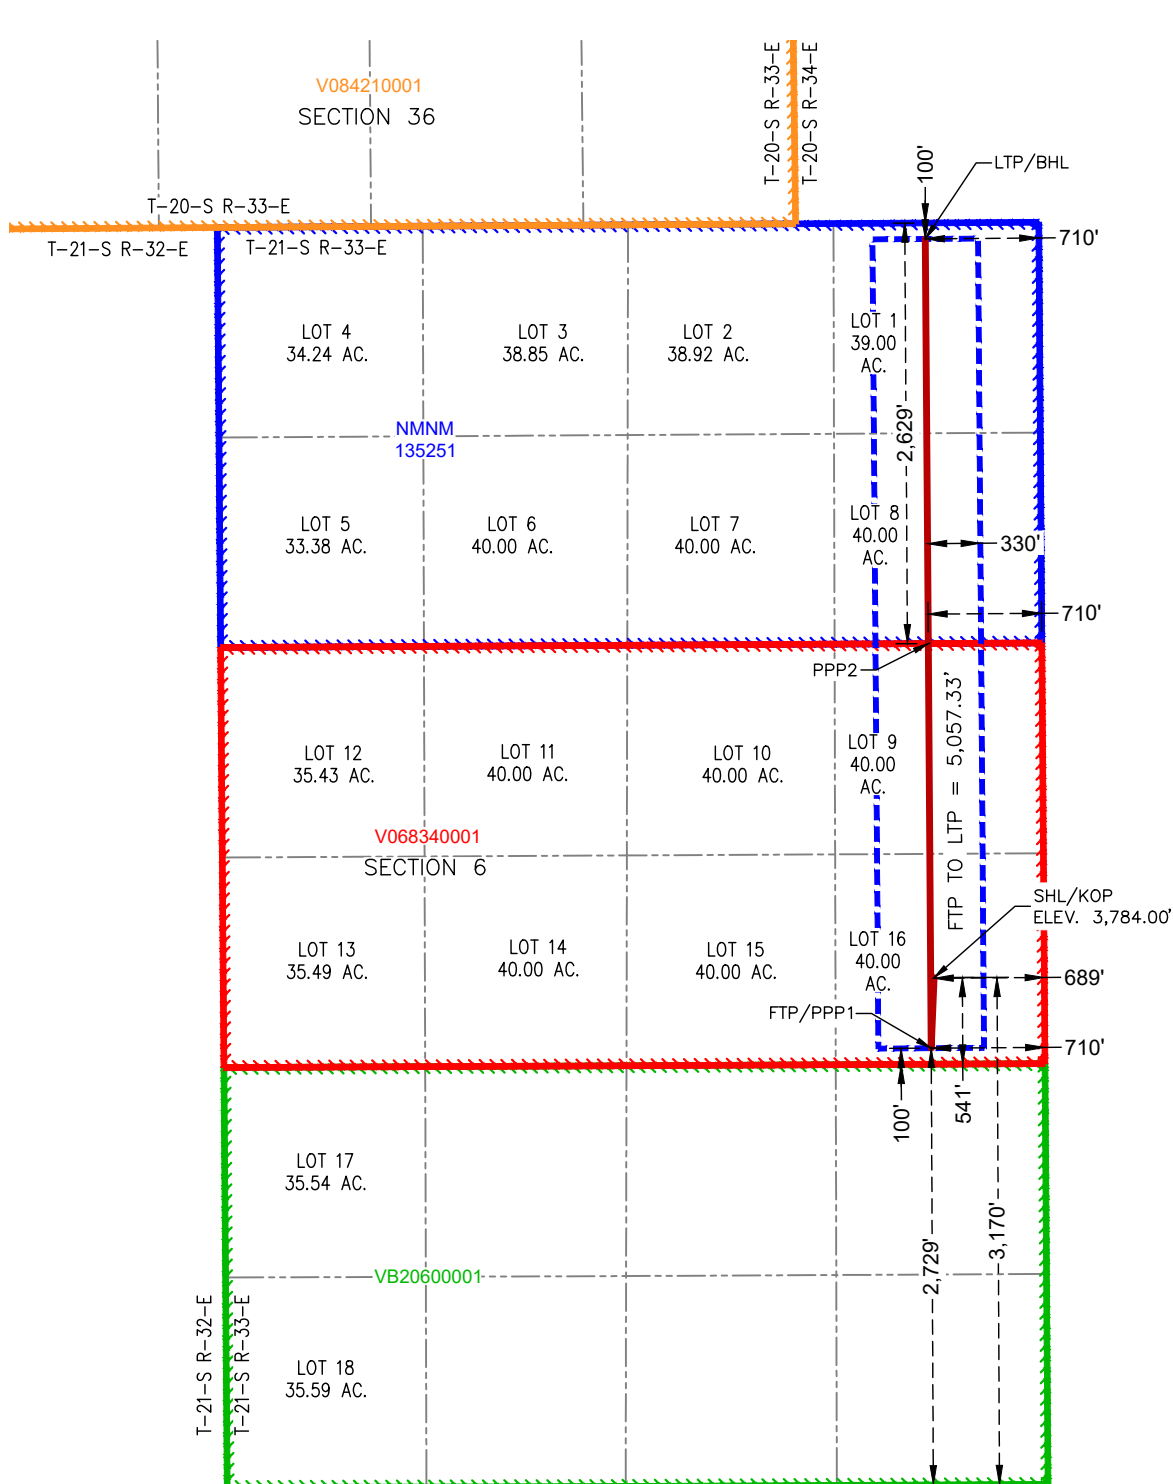 V084210001
SECTION 36
T-20-S R-33-E
T-20-S R-34-E
100'
LTP/BHL
T-20-S R-33-E
T-21-S R-32-E
T-21-S R-33-E
710'
LOT 4
34.24 AC.
LOT 3
38.85 AC.
LOT 2
38.92 AC.
LOT 1
39.00
AC.
NMNM
135251
2,629'
LOT 5
33.38 AC.
LOT 6
40.00 AC.
LOT 7
40.00 AC.
LOT 8
40.00
AC.
330'
710'
PPP2
FTP TO LTP = 5,057.33'
LOT 12
35.43 AC.
LOT 11
40.00 AC.
LOT 10
40.00 AC.
LOT 9
40.00
AC.
V068340001
SECTION 6
SHL/KOP
ELEV. 3,784.00'
LOT 13
35.49 AC.
LOT 14
40.00 AC.
LOT 15
40.00 AC.
LOT 16
40.00
AC.
689'
FTP/PPP1
710'
100'
541'
LOT 17
35.54 AC.
3,170'
2,729'
VB20600001
T-21-S R-32-E
T-21-S R-33-E
LOT 18
35.59 AC.